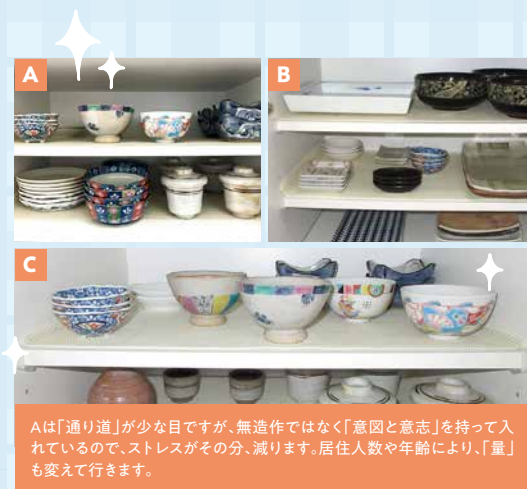 A
B
C
Aは「通り道」が少な目ですが、無造作ではなく「意図と意志」を持って入
れているので、ストレスがその分、減ります。居住人数や年齢により、「量」
も変えて行きます。